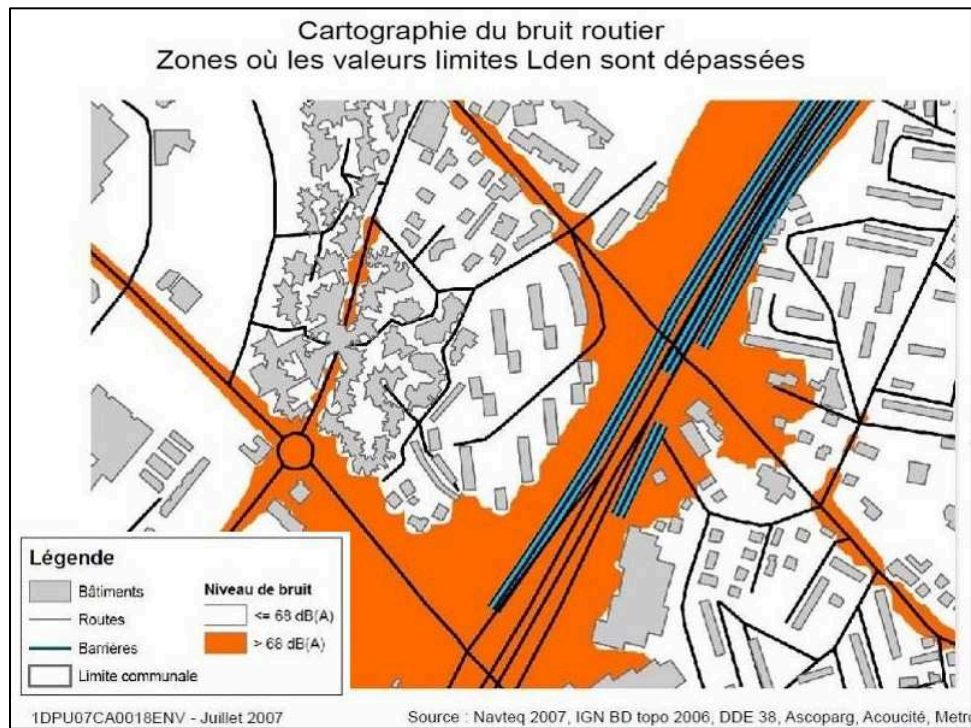 Cartographie du bruit routier
Zones où les valeurs limites Lden sont dépassées
Légende
Bâtiments
Routes
Barrières
Limite communale
Niveau de bruit
<= 68 dB(A)
> 68 dB(A)
1DPU07CA0018ENV - Juillet 2007
Source : Navteq 2007, IGN BD topo 2006, DDE 38, Ascoparg, Acoucité, Metro